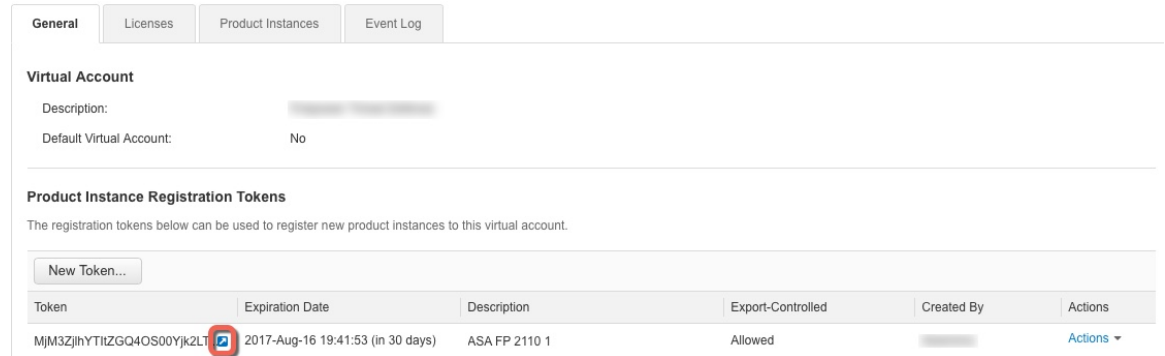 General Licenses Product Instances Event Log
Virtual Account
Description:
Default Virtual Account: No
Product Instance Registration Tokens
The registration tokens below can be used to register new product instances to this virtual account.
New Token...
Token Expiration Date Description Export-Controlled Created By Actions
2017-Aug-16 19:41:53 (in 30 days) ASA FP 2110 1 Allowed Actions